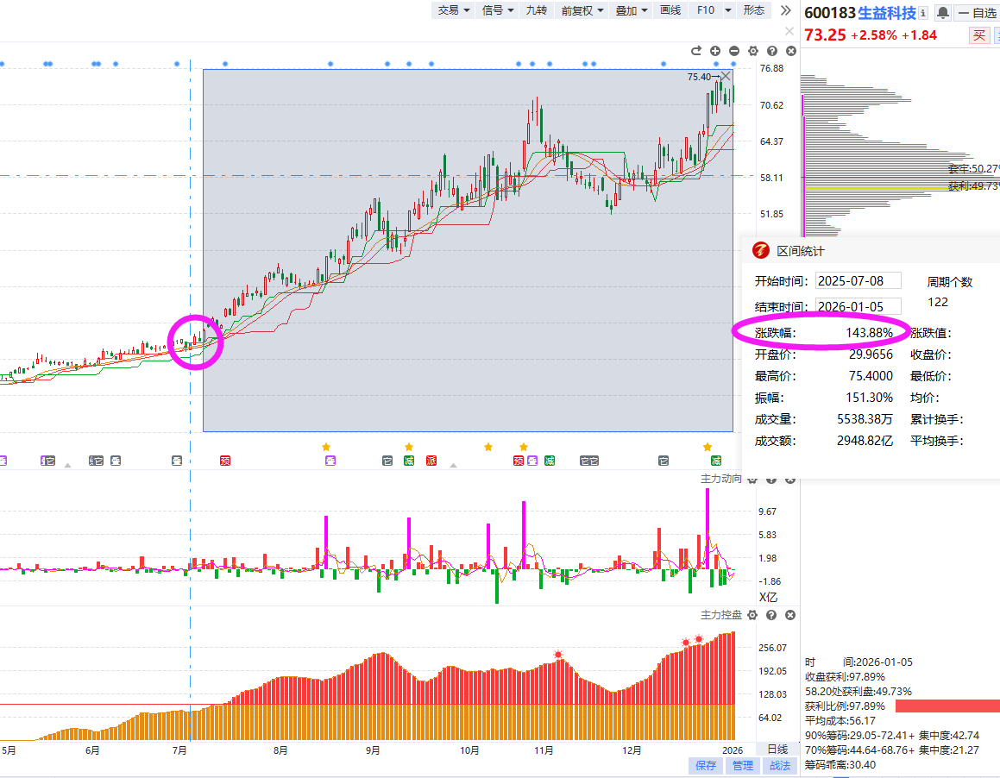 交易 信号 九转 前复权 叠加 画线 F10 形态
600183 生益科技 自选
73.25 +2.58% +1.84 买
76.88
75.40
70.62
64.37
套牢:50.27%
58.11
获利:49.73%
51.85
区间统计
开始时间: 2025-07-08 周期个数
结束时间: 2026-01-05 122
涨跌幅: 143.88% 涨跌值:
开盘价: 29.9656 收盘价:
最高价: 75.4000 最低价:
振幅: 151.30% 均价:
成交量: 5538.38万 累计换手:
成交额: 2948.82亿 平均换手:
预 减 派 预 减 减
主力动向
9.67
5.83
1.98
-1.86
X亿
主力控盘
256.07
192.05
128.03
64.02
时 间:2026-01-05
收盘获利:97.89%
58.20处获利盘:49.73%
获利比例:97.89%
平均成本:56.17
90%筹码:29.05-72.41+ 集中度:42.74
70%筹码:44.64-68.76+ 集中度:21.27
筹码乖离:30.40
5月 6月 7月 8月 9月 10月 11月 12月 2026 日线
保存 管理 战法